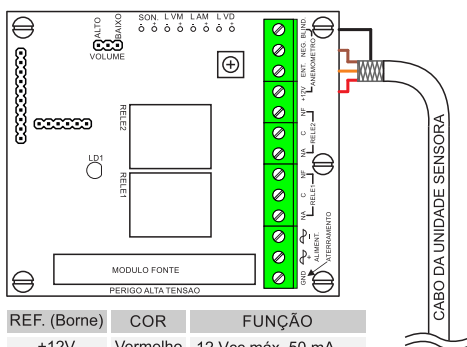 ALTO
BAIXO
VOLUME
SON. L VM L AM L VD
- + - + - + - +
BLIND.
NEG.
ENT.
+12V
ANEMOMETRO
NF
C
NA
RELE2
NF
C
NA
RELE1
-
+
ALIMENT.
GND
ATERRAMENTO
RELE2
LD1
RELE1
MODULO FONTE
PERIGO ALTA TENSAO
CABO DA UNIDADE SENSORA
REF. (Borne) COR FUNÇÃO
+12V Vermelho 12 Vcc máx. 50 mA